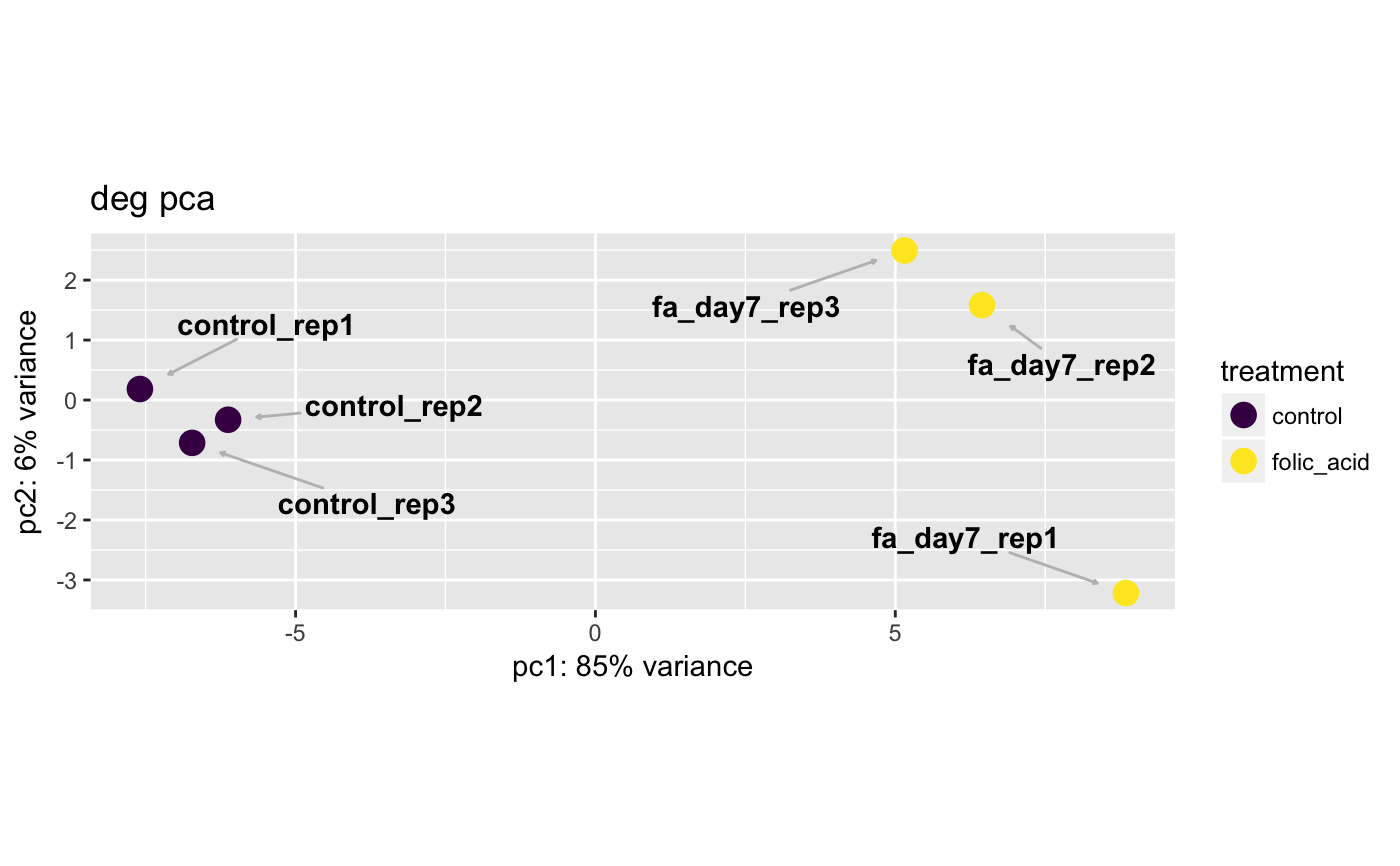 deg pca
pc2: 6% variance
2
1
0
-1
-2
-3
control_rep1
control_rep2
control_rep3
fa_day7_rep3
fa_day7_rep2
fa_day7_rep1
-5
0
5
pc1: 85% variance
treatment
control
folic_acid